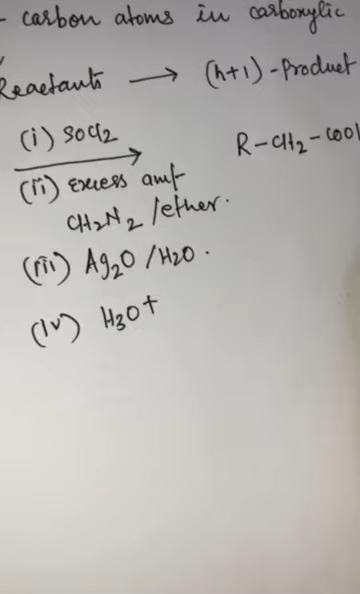 - carbon atoms in carboxylic
Reactants → (n+1) - Product
(i) SOCl2
R-CH2-COO
(ii) excess amt
CH2N2/ether.
(iii) Ag2O/H2O.
(iv) H3O+